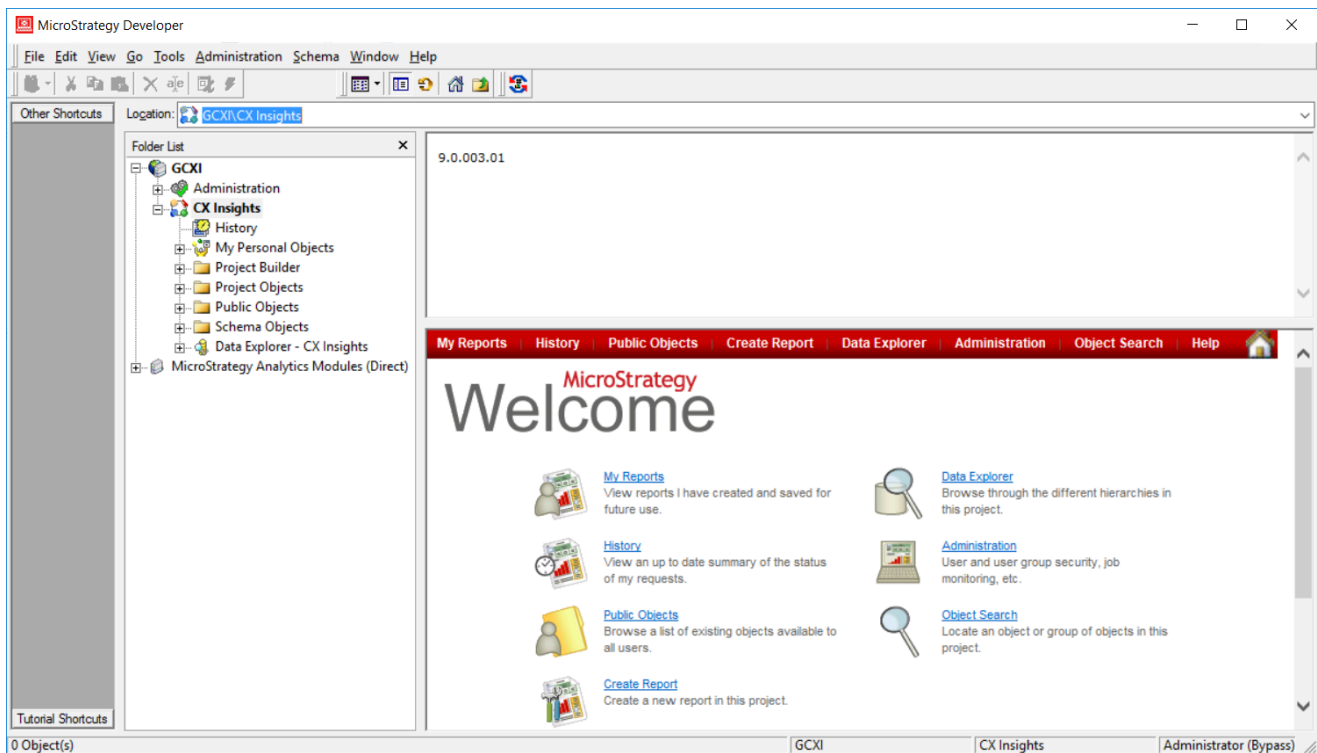 MicroStrategy Developer
File Edit View Go Tools Administration Schema Window Help
Other Shortcuts
Location: GCXI\CX Insights
Folder List
GCXI
Administration
CX Insights
History
My Personal Objects
Project Builder
Project Objects
Public Objects
Schema Objects
Data Explorer - CX Insights
MicroStrategy Analytics Modules (Direct)
9.0.003.01
My Reports History Public Objects Create Report Data Explorer Administration Object Search Help
MicroStrategy
Welcome
My Reports
View reports I have created and saved for
future use.
History
View an up to date summary of the status
of my requests.
Public Objects
Browse a list of existing objects available to
all users.
Create Report
Create a new report in this project.
Data Explorer
Browse through the different hierarchies in
this project.
Administration
User and user group security, job
monitoring, etc.
Object Search
Locate an object or group of objects in this
project.
Tutorial Shortcuts
0 Object(s) GCXI CX Insights Administrator (Bypass)